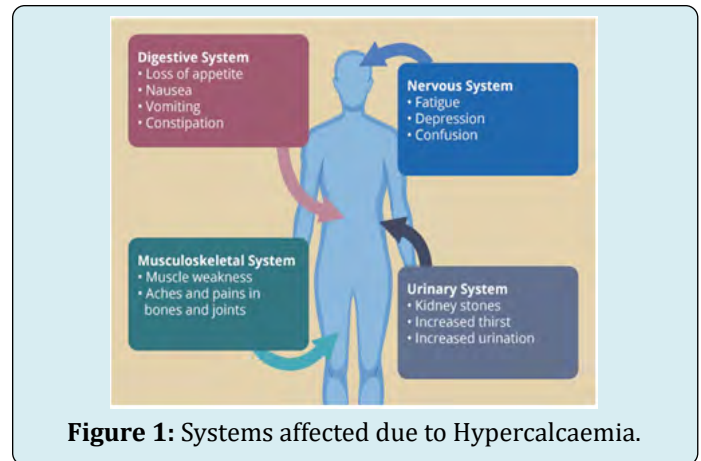 Digestive System
• Loss of appetite
• Nausea
• Vomiting
• Constipation
Nervous System
• Fatigue
• Depression
• Confusion
Musculoskeletal System
• Muscle weakness
• Aches and pains in
bones and joints
Urinary System
• Kidney stones
• Increased thirst
• Increased urination
Figure 1: Systems affected due to Hypercalcaemia.